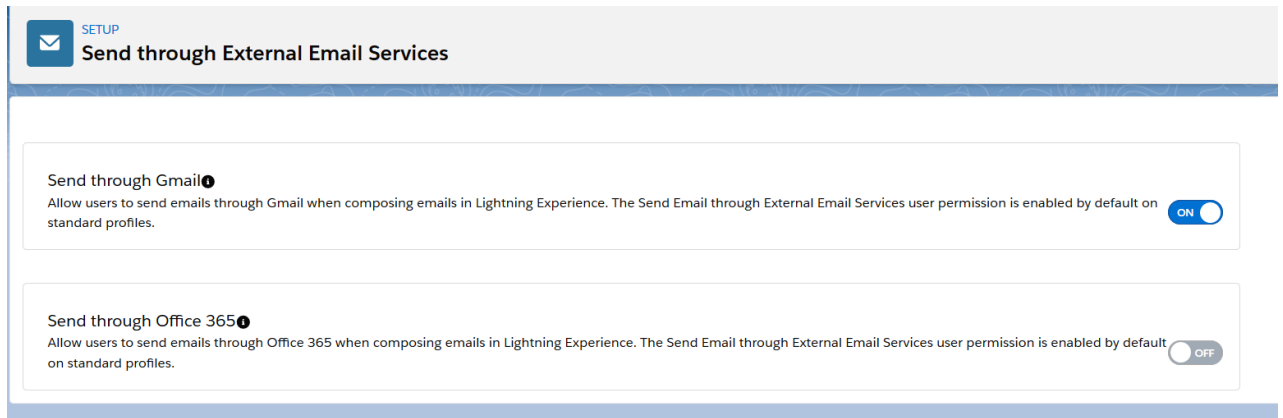 SETUP
Send through External Email Services
Send through Gmail
Allow users to send emails through Gmail when composing emails in Lightning Experience. The Send Email through External Email Services user permission is enabled by default on
standard profiles.
ON
Send through Office 365
Allow users to send emails through Office 365 when composing emails in Lightning Experience. The Send Email through External Email Services user permission is enabled by default
on standard profiles.
OFF